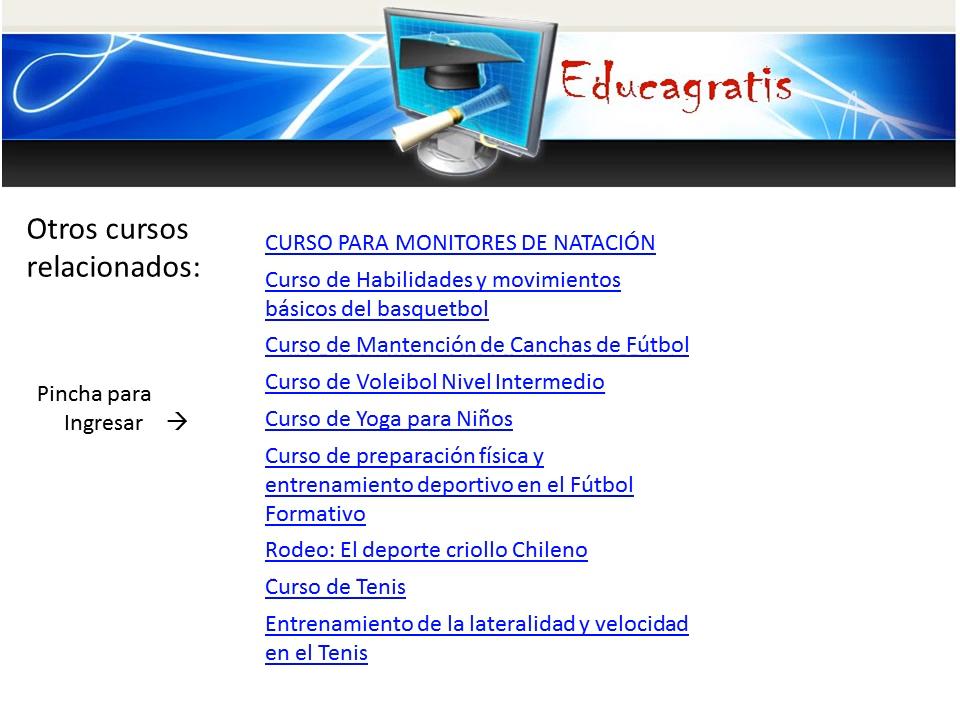 Educagratis
Otros cursos
relacionados:
Pincha para
Ingresar →
CURSO PARA MONITORES DE NATACIÓN
Curso de Habilidades y movimientos
básicos del basquetbol
Curso de Mantención de Canchas de Fútbol
Curso de Voleibol Nivel Intermedio
Curso de Yoga para Niños
Curso de preparación física y
entrenamiento deportivo en el Fútbol
Formativo
Rodeo: El deporte criollo Chileno
Curso de Tenis
Entrenamiento de la lateralidad y velocidad
en el Tenis